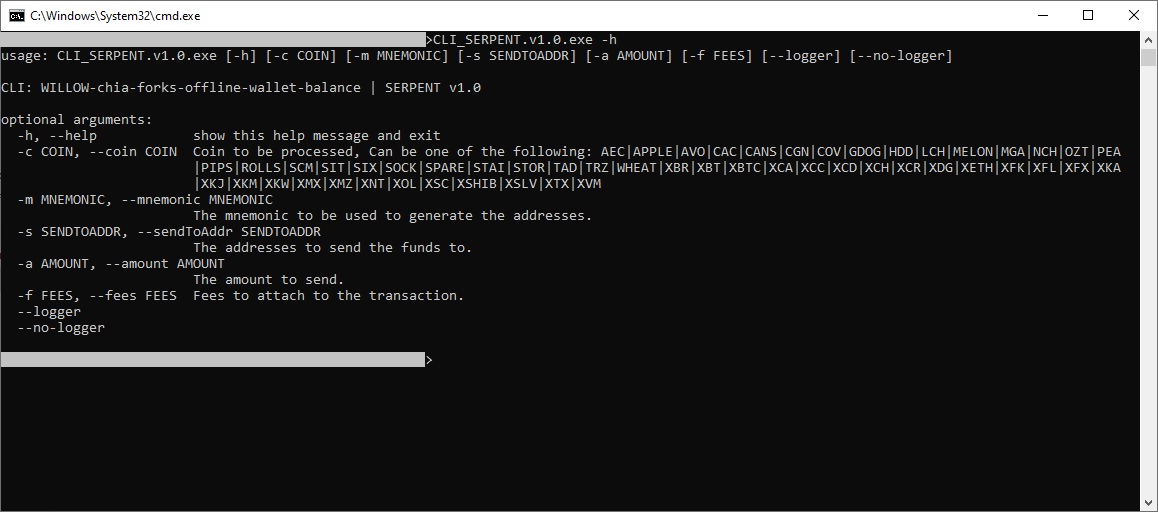 C:\Windows\System32\cmd.exe
>CLI_SERPENT.v1.0.exe -h
usage: CLI_SERPENT.v1.0.exe [-h] [-c COIN] [-m MNEMONIC] [-s SENDTOADDR] [-a AMOUNT] [-f FEES] [--logger] [--no-logger]
CLI: WILLOW-chia-forks-offline-wallet-balance | SERPENT v1.0
optional arguments:
-h, --help show this help message and exit
-c COIN, --coin COIN Coin to be processed, Can be one of the following: AEC|APPLE|AVO|CAC|CANS|CGN|COV|GDOG|HDD|LCH|MELON|MGA|NCH|OZT|PEA
|PIPS|ROLLS|SCM|SIT|SIX|SOCK|SPARE|STAI|STOR|TAD|TRZ|WHEAT|XBR|XBT|XBTC|XCA|XCC|XCD|XCH|XCR|XDG|XETH|XFK|XFL|XFX|XKA
|XKJ|XKM|XKW|XMX|XMZ|XNT|XOL|XSC|XSHIB|XSLV|XTX|XVM
-m MNEMONIC, --mnemonic MNEMONIC
The mnemonic to be used to generate the addresses.
-s SENDTOADDR, --sendToAddr SENDTOADDR
The addresses to send the funds to.
-a AMOUNT, --amount AMOUNT
The amount to send.
-f FEES, --fees FEES Fees to attach to the transaction.
--logger
--no-logger
>